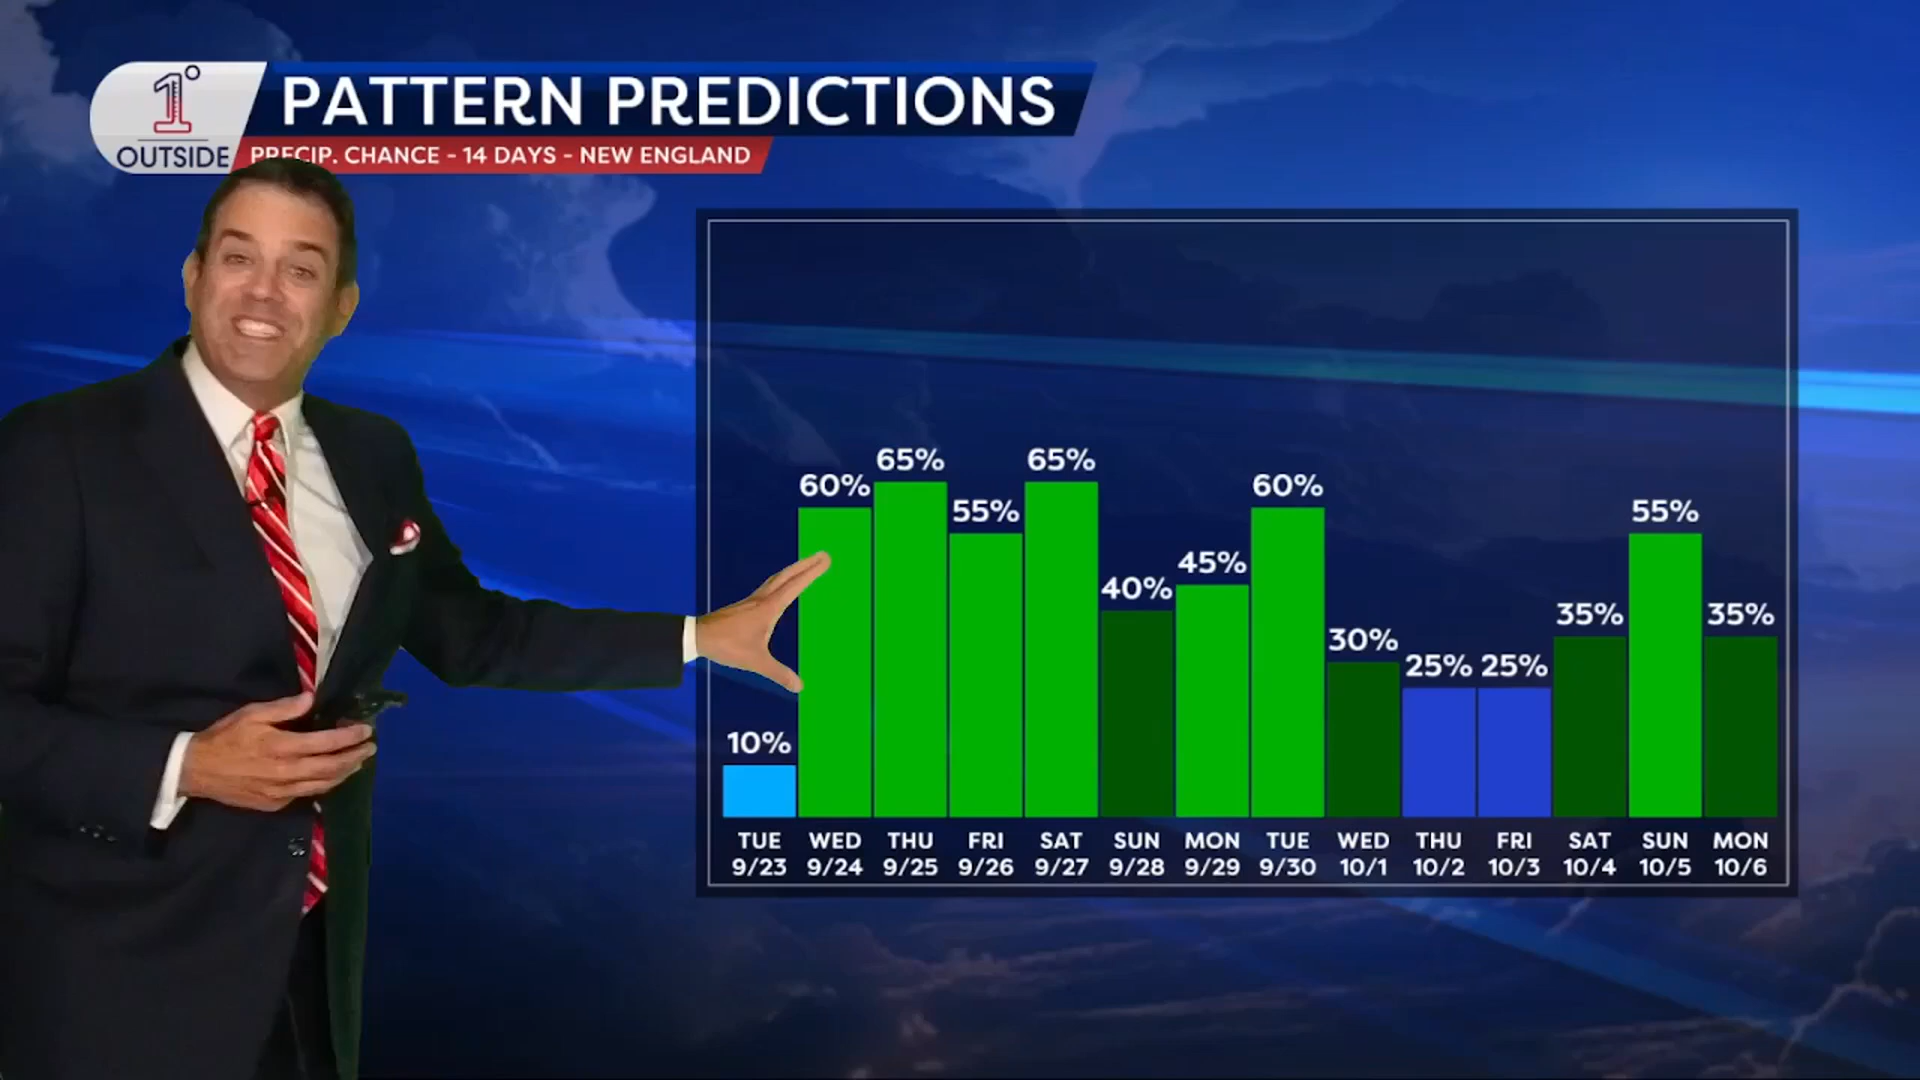 1°
OUTSIDE
PATTERN PREDICTIONS
PRECIP. CHANCE - 14 DAYS - NEW ENGLAND
10% 60% 65% 55% 65% 40% 45% 60% 30% 25% 25% 35% 55% 35%
TUE WED THU FRI SAT SUN MON TUE WED THU FRI SAT SUN MON
9/23 9/24 9/25 9/26 9/27 9/28 9/29 9/30 10/1 10/2 10/3 10/4 10/5 10/6